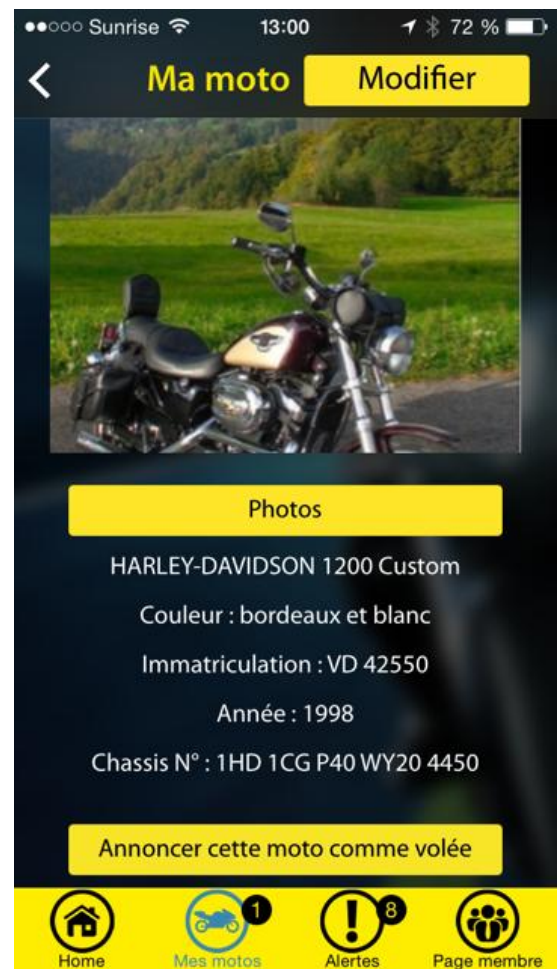 Sunrise 13:00 72 %
Ma moto Modifier
Photos
HARLEY-DAVIDSON 1200 Custom
Couleur : bordeaux et blanc
Immatriculation : VD 42550
Année : 1998
Chassis N° : 1HD 1CG P40 WY20 4450
Annoncer cette moto comme volée
1 8
Home Mes motos Alertes Page membre